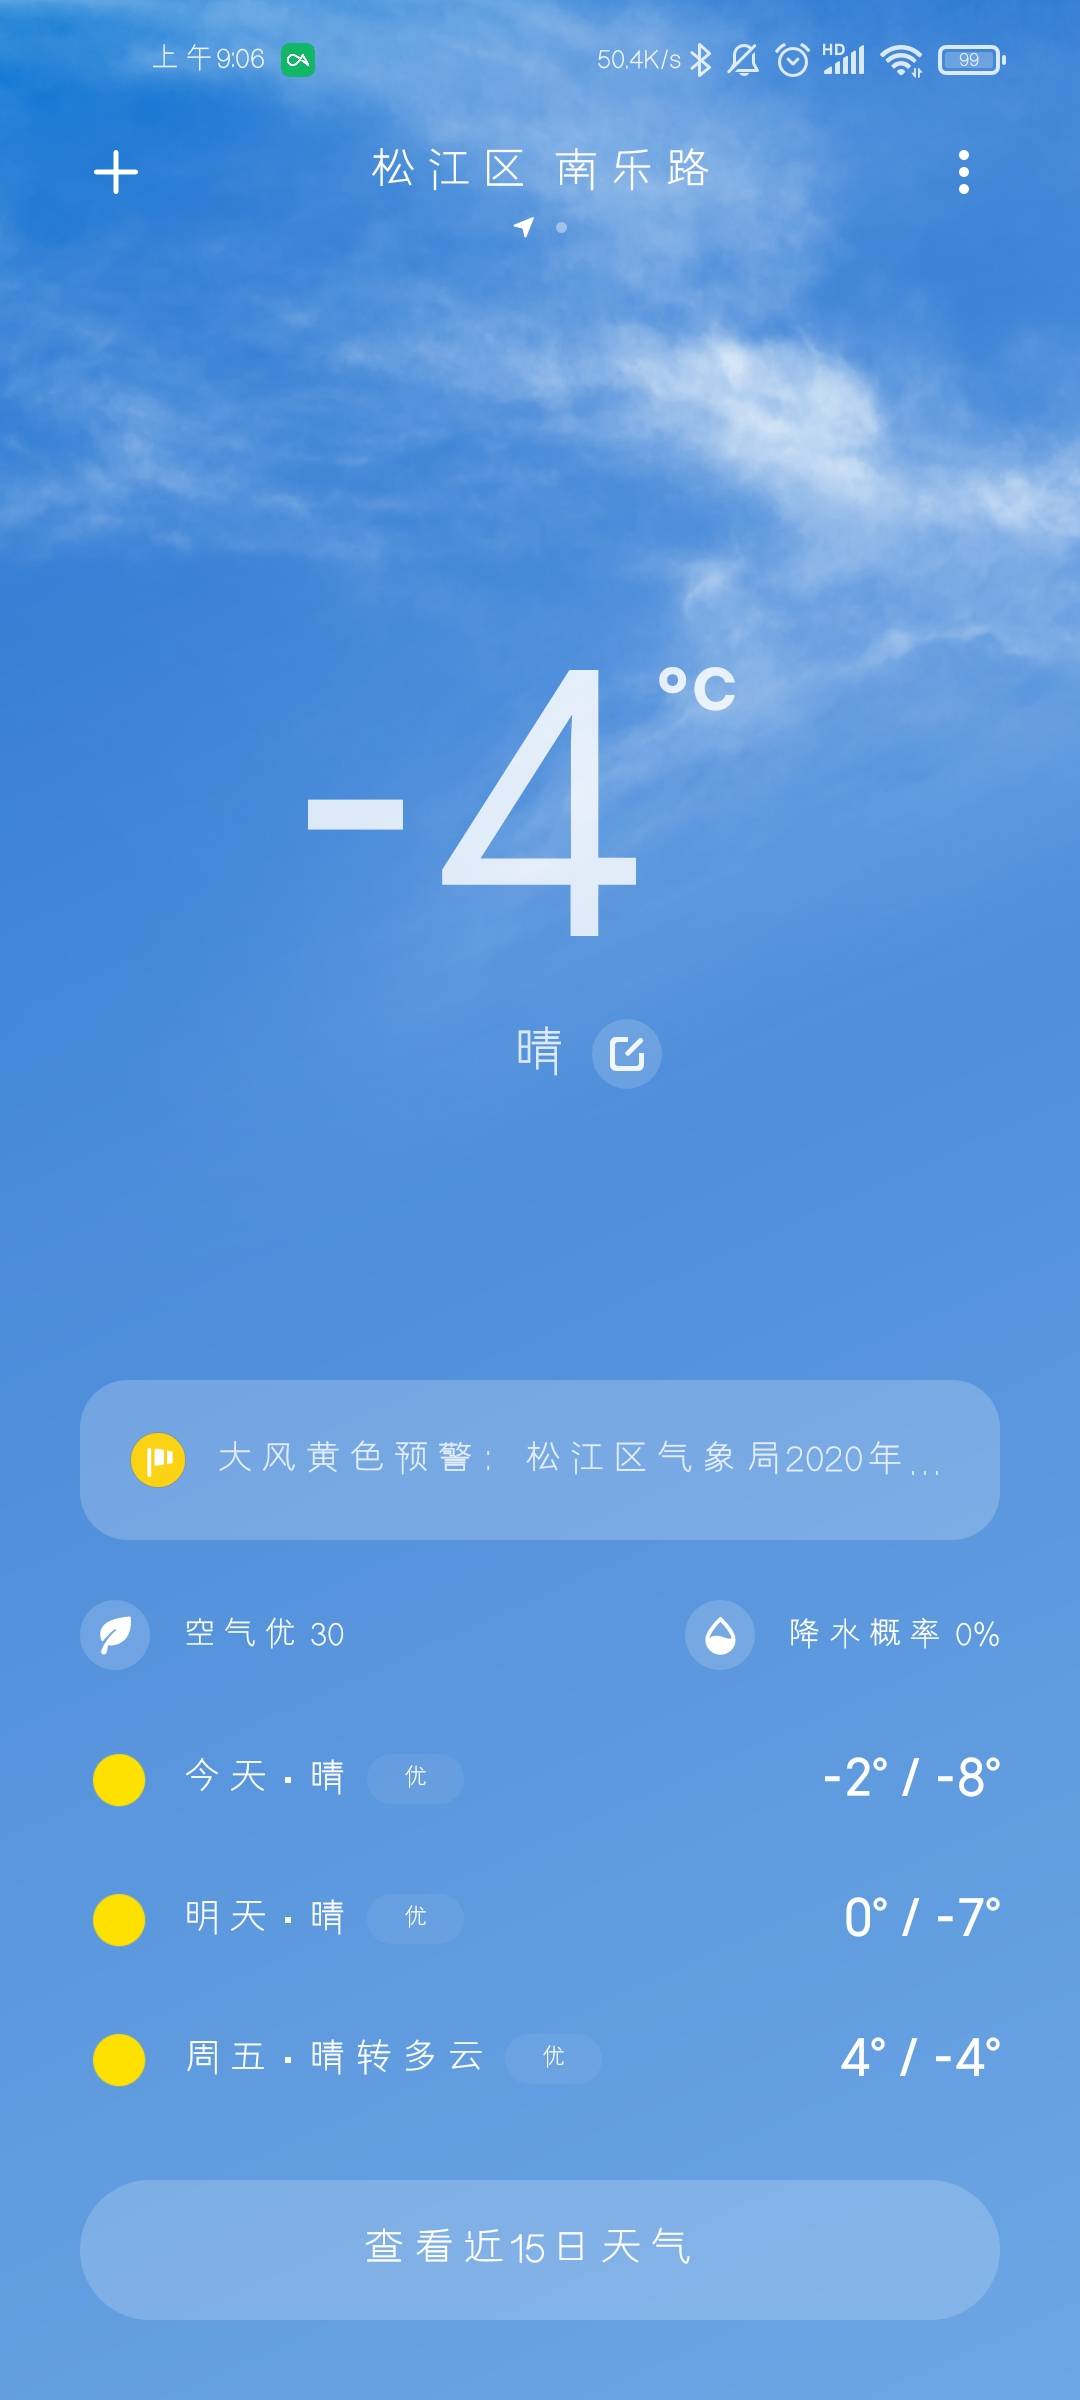 上午9:06 50.4K/s HD 99
松江区 南乐路
-4°C
晴
大风黄色预警：松江区气象局2020年...
空气优 30 降水概率 0%
今天·晴 优 -2° / -8°
明天·晴 优 0° / -7°
周五·晴转多云 优 4° / -4°
查看近15日天气